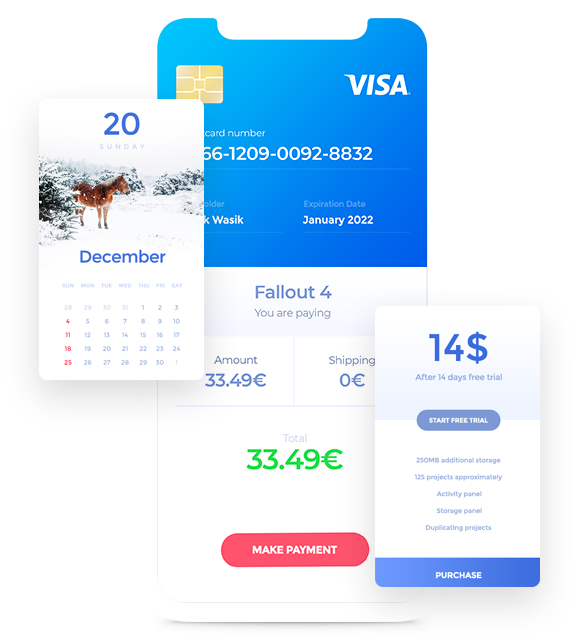 VISA
card number
66-1209-0092-8832
Expiration Date
k Wasik
January 2022
20
SUNDAY
December
SUN MON TUE WED THU FRI SAT
28 29 30 31 1 2 3
4 5 6 7 8 9 10
11 12 13 14 15 16 17
18 19 20 21 22 23 24
25 26 27 28 29 30 1
Fallout 4
You are paying
Amount
33.49€
Shipping
0€
Total
33.49€
MAKE PAYMENT
14$
After 14 days free trial
START FREE TRIAL
250MB additional storage
125 projects approximately
Activity panel
Storage panel
Duplicating projects
PURCHASE